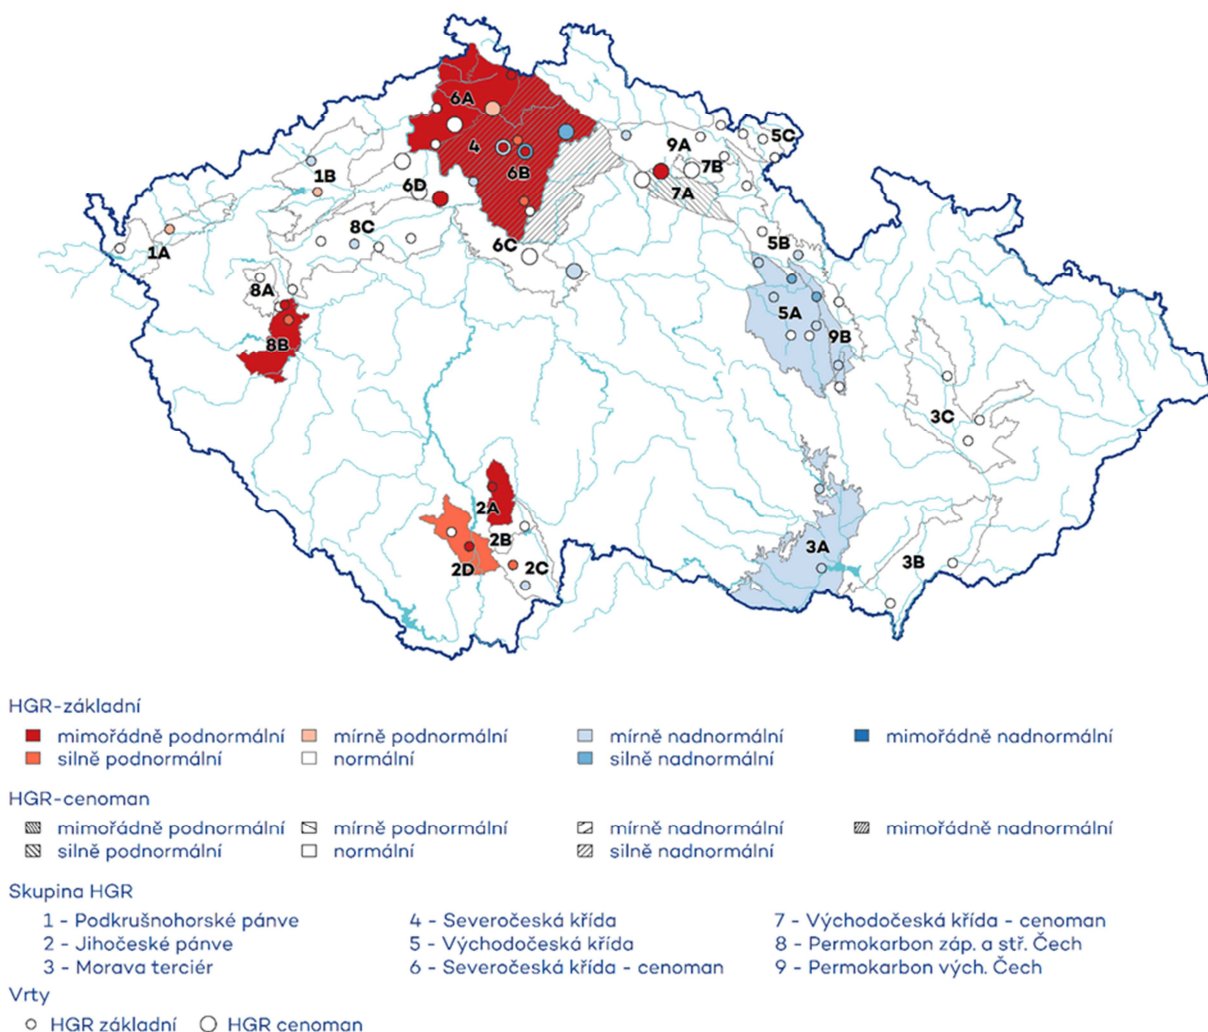 6A
5C
9A
4
7B
6B
1B
6D
7A
8C
6C
5B
1A
8A
5A
9B
8B
3C
2A
2B
3A
3B
2D
2C
HGR-základní
mimořádně podnormální mírně podnormální mírně nadnormální mimořádně nadnormální
silně podnormální normální silně nadnormální
HGR-cenoman
mimořádně podnormální mírně podnormální mírně nadnormální mimořádně nadnormální
silně podnormální normální silně nadnormální
Skupina HGR
1 - Podkrušnohorské pánve 4 - Severočeská křída 7 - Východočeská křída - cenoman
2 - Jihočeské pánve 5 - Východočeská křída 8 - Permokarbon záp. a stř. Čech
3 - Morava terciér 6 - Severočeská křída - cenoman 9 - Permokarbon vých. Čech
Vrty
HGR základní HGR cenoman